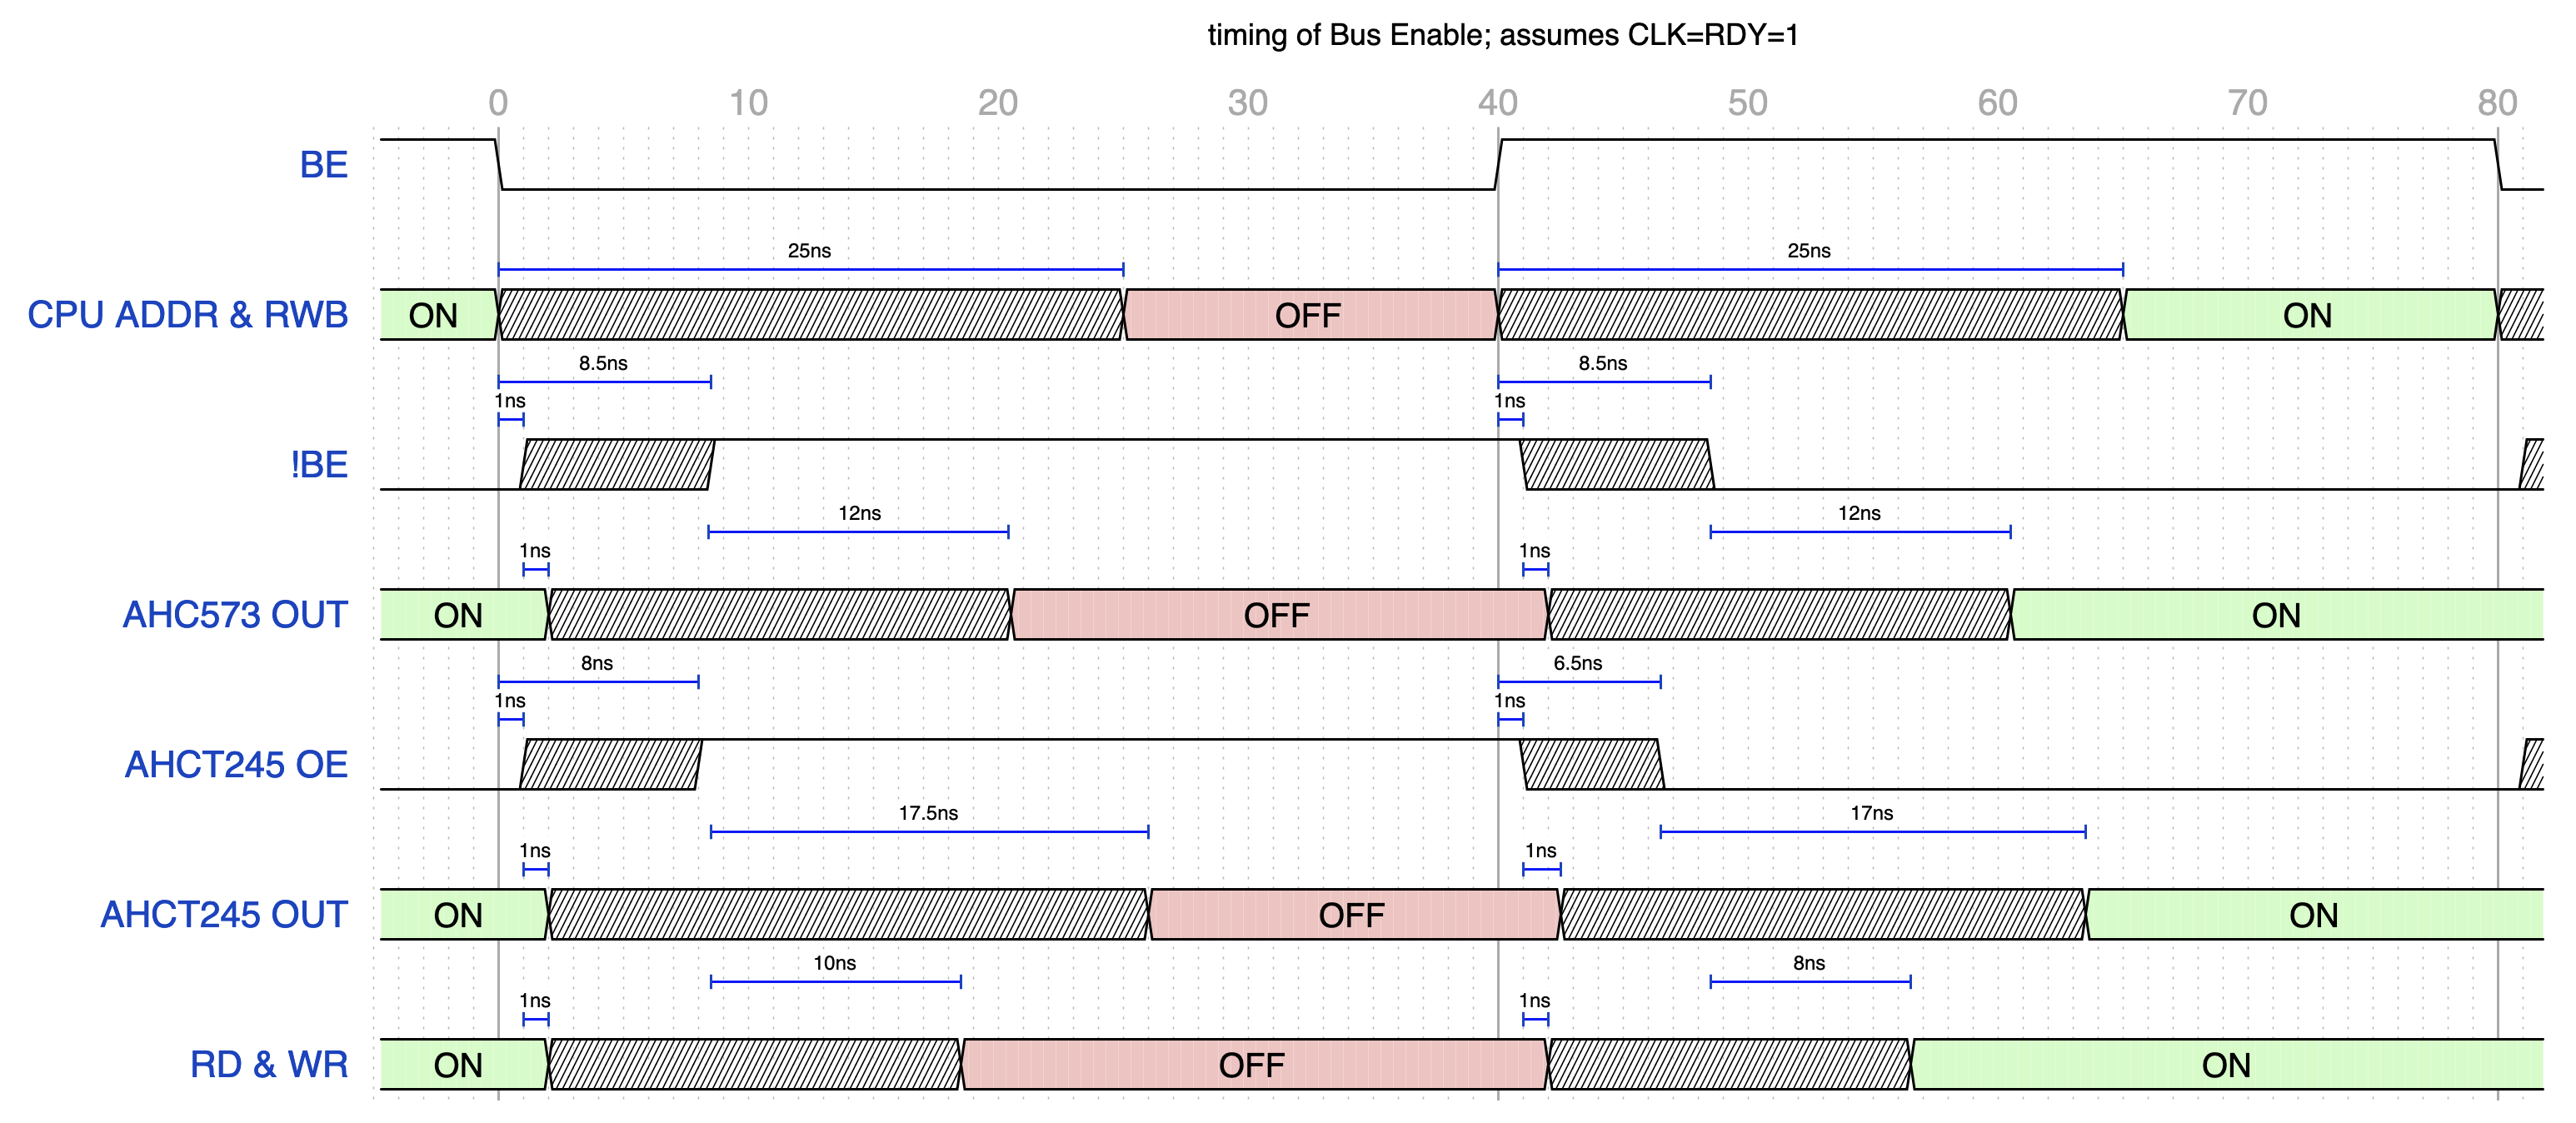 timing of Bus Enable; assumes CLK=RDY=1
0 10 20 30 40 50 60 70 80
BE
25ns 25ns
CPU ADDR & RWB ON OFF ON
8.5ns 8.5ns
1ns 1ns
!BE
12ns 12ns
1ns 1ns
AHC573 OUT ON OFF ON
8ns 6.5ns
1ns 1ns
AHCT245 OE
17.5ns 17ns
1ns 1ns
AHCT245 OUT ON OFF ON
10ns 8ns
1ns 1ns
RD & WR ON OFF ON